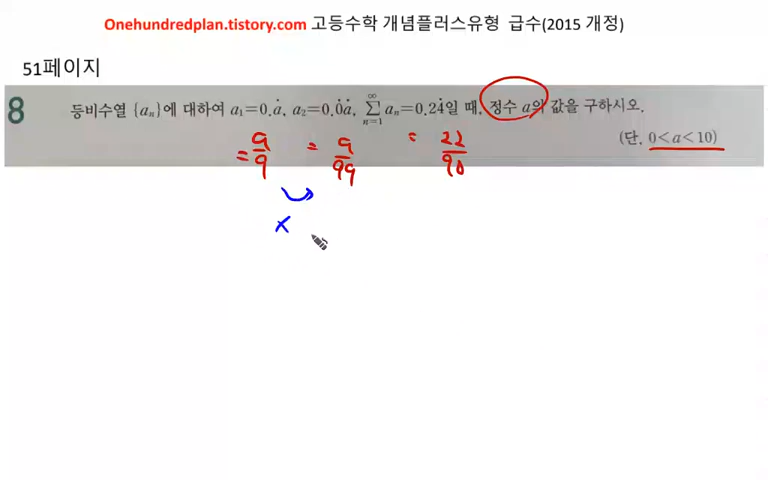 Onehundredplan.tistory.com 고등수학 개념플러스유형 급수(2015 개정)
51페이지
8 등비수열 {aₙ}에 대하여 a₁=0.ȧ, a₂=0.0̇ȧ, ∑_{n=1}^{∞} aₙ=0.24̇일 때, 정수 a의 값을 구하시오.
(단, 0<a<10)
= a/9 = a/99 = 22/90
×